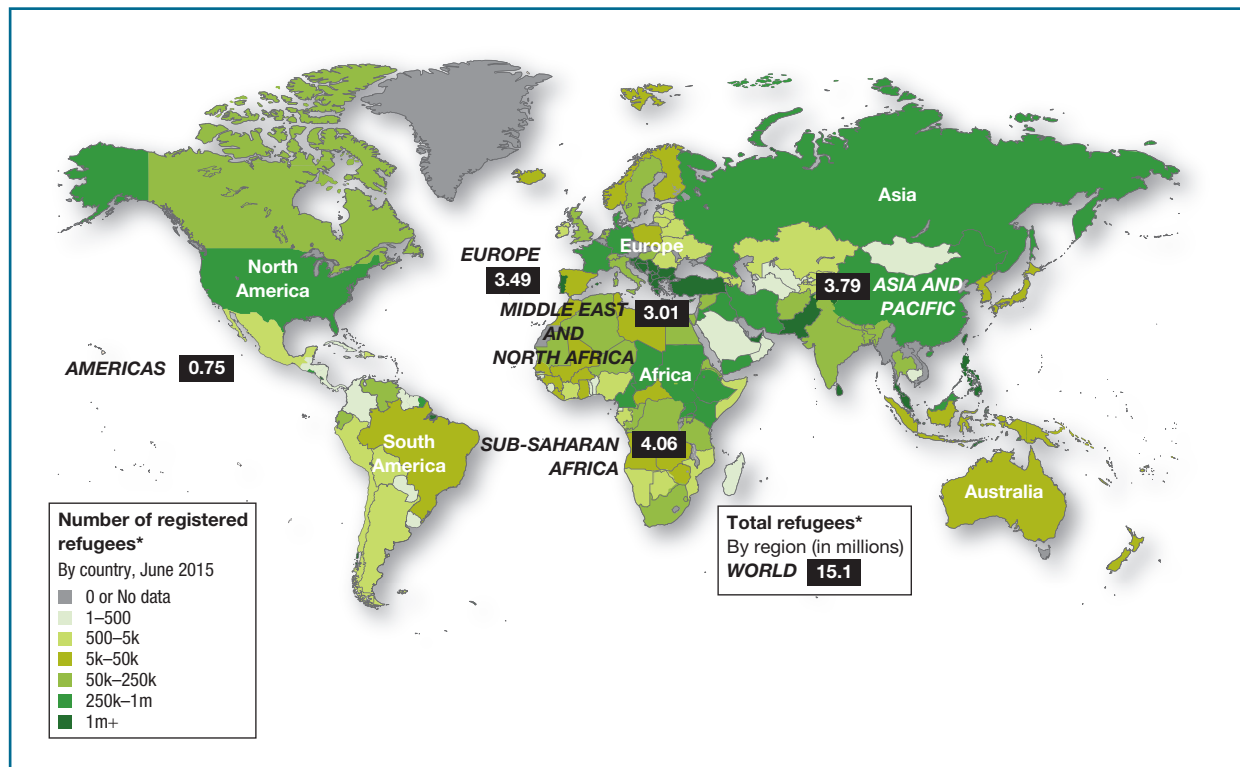 Asia
Europe
EUROPE
3.49
North
America
3.79
ASIA AND
PACIFIC
MIDDLE EAST
AND
NORTH AFRICA
3.01
AMERICAS
0.75
Africa
South
America
SUB-SAHARAN
AFRICA
4.06
Australia
Number of registered
refugees*
By country, June 2015
0 or No data
1–500
500–5k
5k–50k
50k–250k
250k–1m
1m+
Total refugees*
By region (in millions)
WORLD 15.1